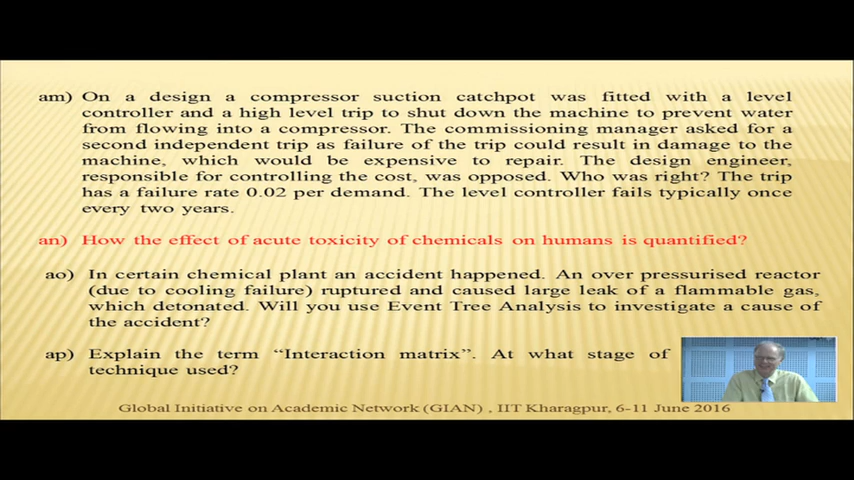 am) On a design a compressor suction catchpot was fitted with a level
controller and a high level trip to shut down the machine to prevent water
from flowing into a compressor. The commissioning manager asked for a
second independent trip as failure of the trip could result in damage to the
machine, which would be expensive to repair. The design engineer,
responsible for controlling the cost, was opposed. Who was right? The trip
has a failure rate 0.02 per demand. The level controller fails typically once
every two years.
an) How the effect of acute toxicity of chemicals on humans is quantified?
ao) In certain chemical plant an accident happened. An over pressurised reactor
(due to cooling failure) ruptured and caused large leak of a flammable gas,
which detonated. Will you use Event Tree Analysis to investigate a cause of
the accident?
ap) Explain the term “Interaction matrix”. At what stage of
technique used?
Global Initiative on Academic Network (GIAN) , IIT Kharagpur, 6-11 June 2016